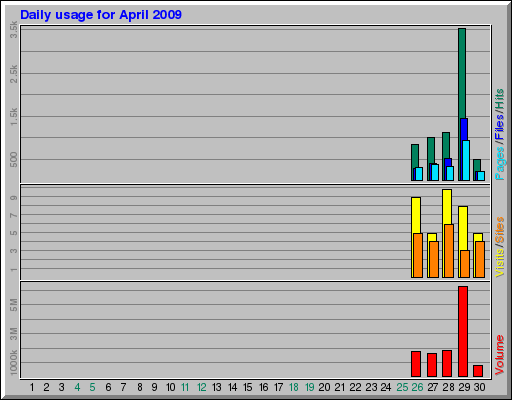 Daily usage for April 2009
3.5k
2.5k
1.5k
500
Pages/Files/Hits
9
7
5
3
1
Visits/Sites
5M
3M
1000k
Volume
1 2 3 4 5 6 7 8 9 10 11 12 13 14 15 16 17 18 19 20 21 22 23 24 25 26 27 28 29 30